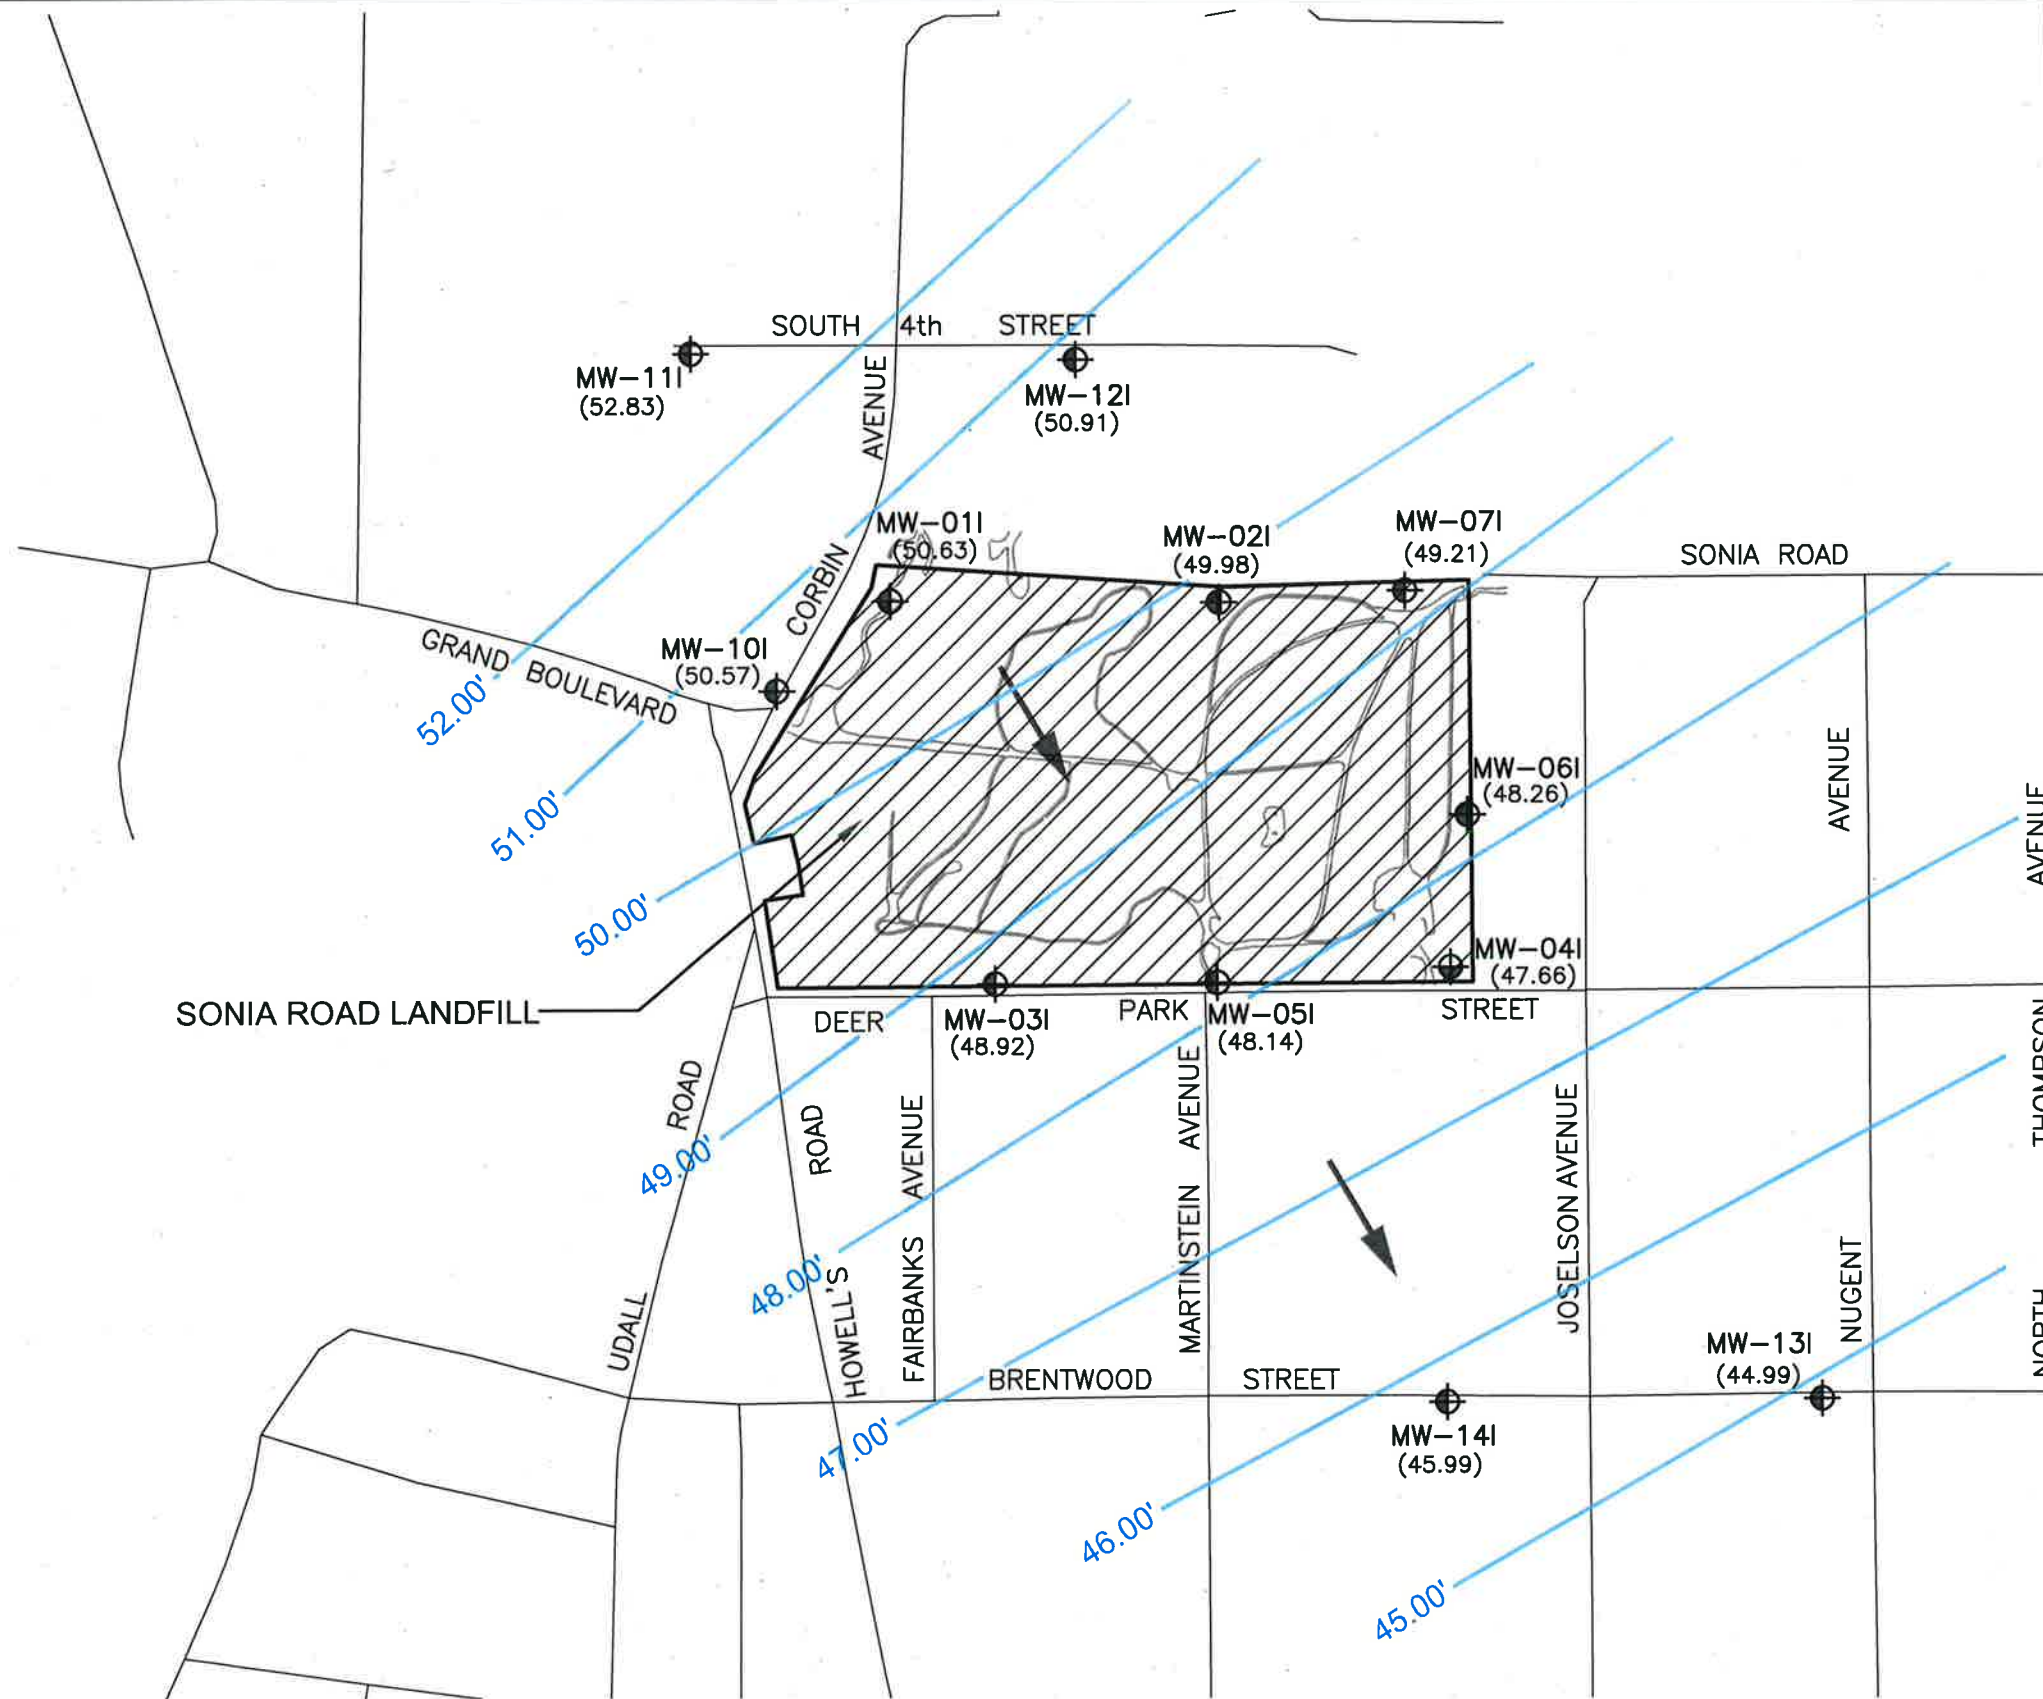 SOUTH 4th STREET
MW-11I
(52.83)
MW-12I
(50.91)
AVENUE
CORBIN
MW-01I
(50.63)
MW-02I
(49.98)
MW-07I
(49.21)
SONIA ROAD
GRAND BOULEVARD
MW-10I
(50.57)
52.00'
51.00'
50.00'
MW-06I
(48.26)
AVENUE
AVENUE
SONIA ROAD LANDFILL
MW-04I
(47.66)
DEER PARK STREET
MW-03I
(48.92)
MW-05I
(48.14)
49.00'
48.00'
47.00'
46.00'
45.00'
UDALL ROAD
HOWELL'S ROAD
FAIRBANKS AVENUE
MARTINSTEIN AVENUE
JOSELSON AVENUE
NUGENT
NORTH THOMPSON
BRENTWOOD STREET
MW-13I
(44.99)
MW-14I
(45.99)